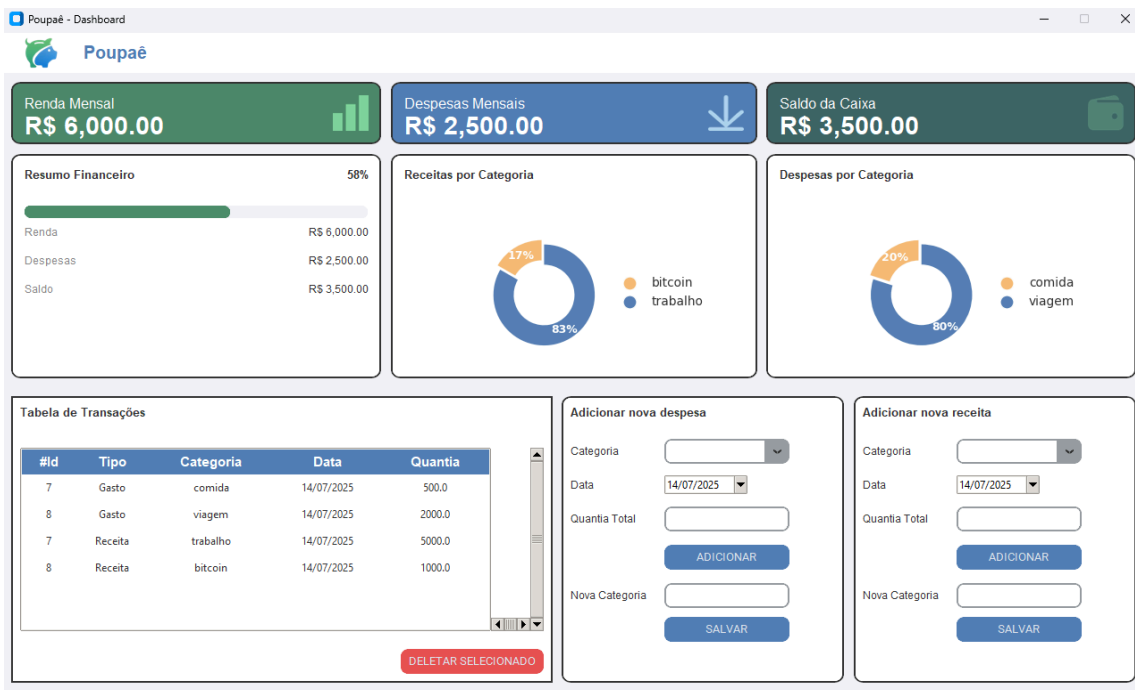 Poupaê - Dashboard
Poupaê
Renda Mensal
R$ 6,000.00
Despesas Mensais
R$ 2,500.00
Saldo da Caixa
R$ 3,500.00
Resumo Financeiro 58%
Renda R$ 6,000.00
Despesas R$ 2,500.00
Saldo R$ 3,500.00
Receitas por Categoria
17%
83%
bitcoin
trabalho
Despesas por Categoria
20%
80%
comida
viagem
Tabela de Transações
#Id Tipo Categoria Data Quantia
7 Gasto comida 14/07/2025 500.0
8 Gasto viagem 14/07/2025 2000.0
7 Receita trabalho 14/07/2025 5000.0
8 Receita bitcoin 14/07/2025 1000.0
DELETAR SELECIONADO
Adicionar nova despesa
Categoria
Data 14/07/2025
Quantia Total
ADICIONAR
Nova Categoria
SALVAR
Adicionar nova receita
Categoria
Data 14/07/2025
Quantia Total
ADICIONAR
Nova Categoria
SALVAR